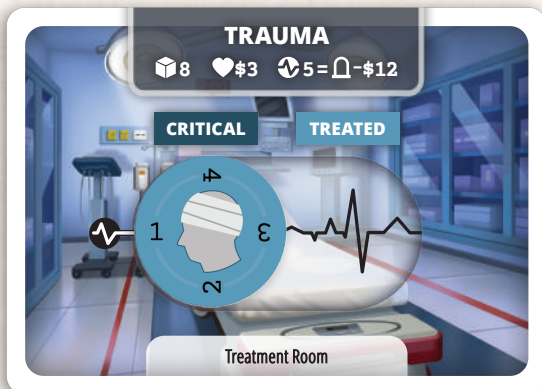 TRAUMA
8 $3 5=-$12
CRITICAL TREATED
4
1 3
2
Treatment Room